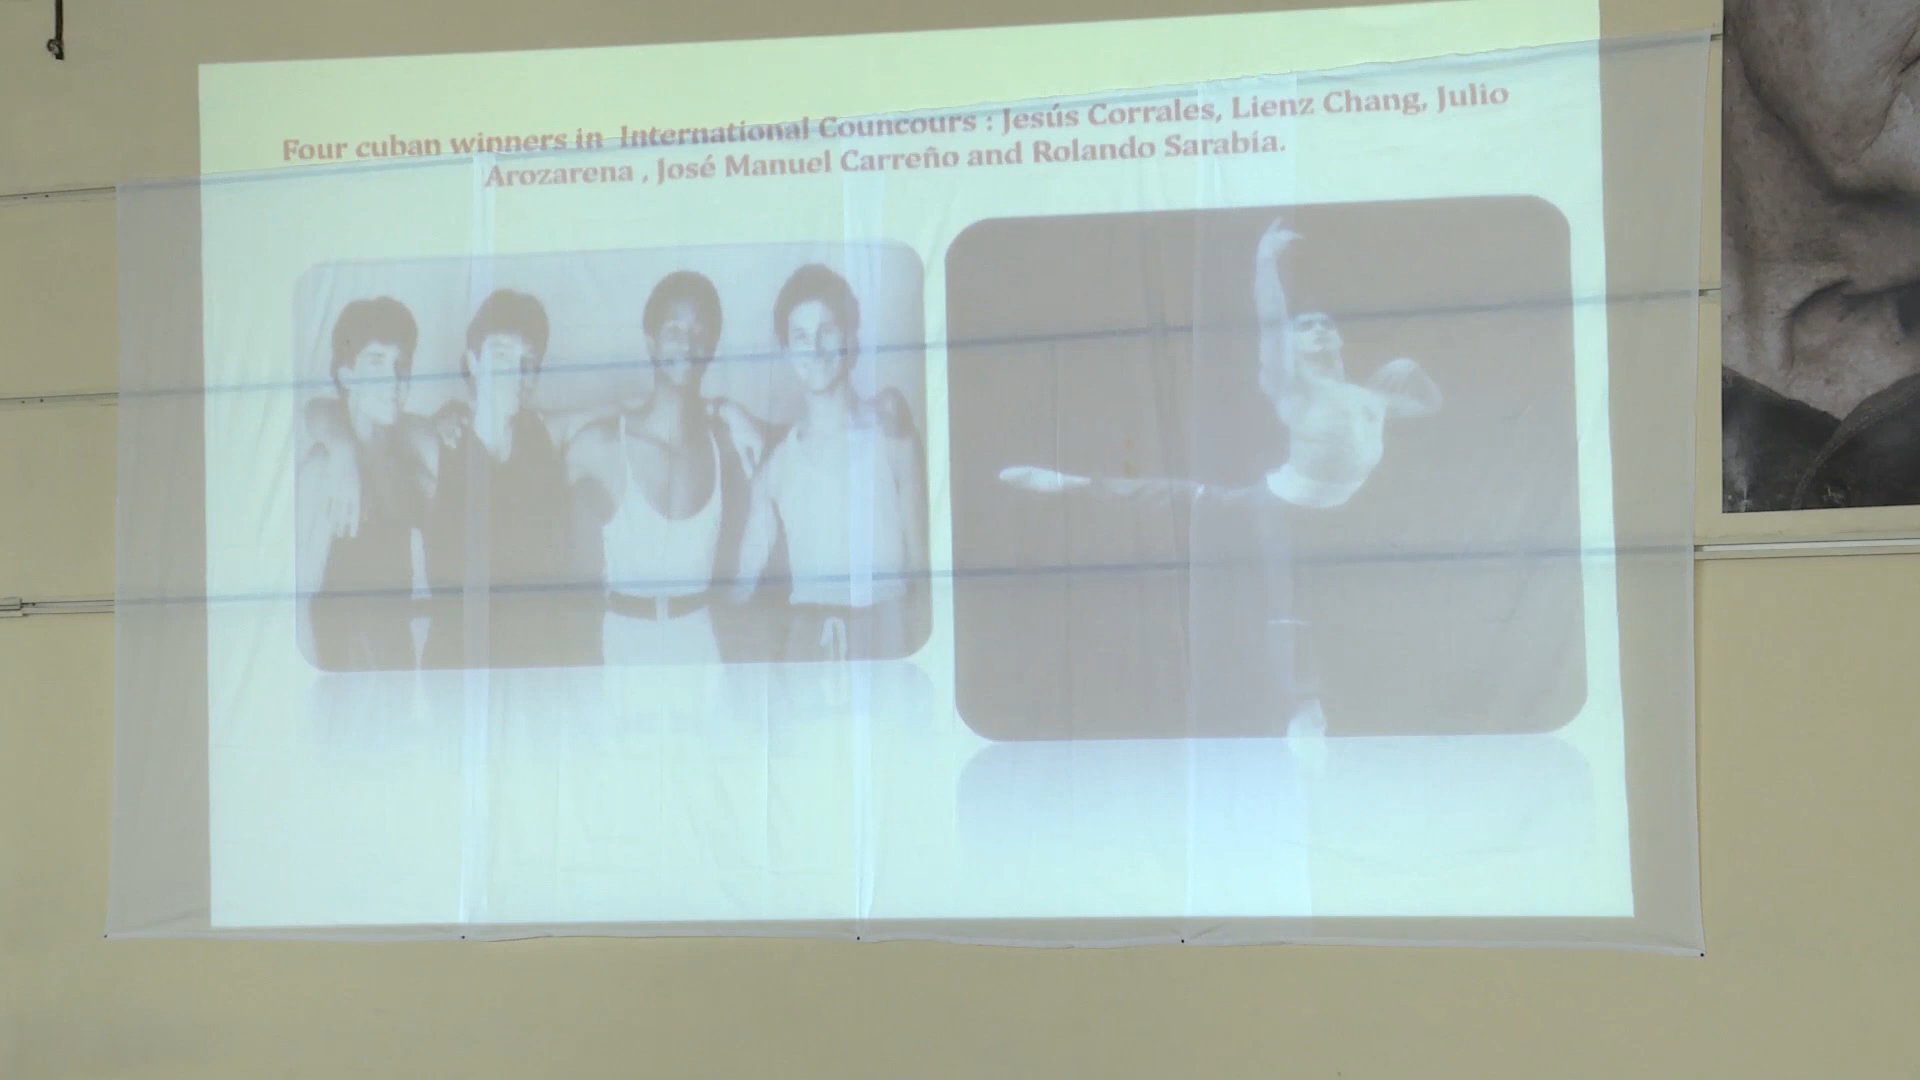 Four cuban winners in International Councours : Jesús Corrales, Lienz Chang, Julio
Arozarena , José Manuel Carreño and Rolando Sarabia.